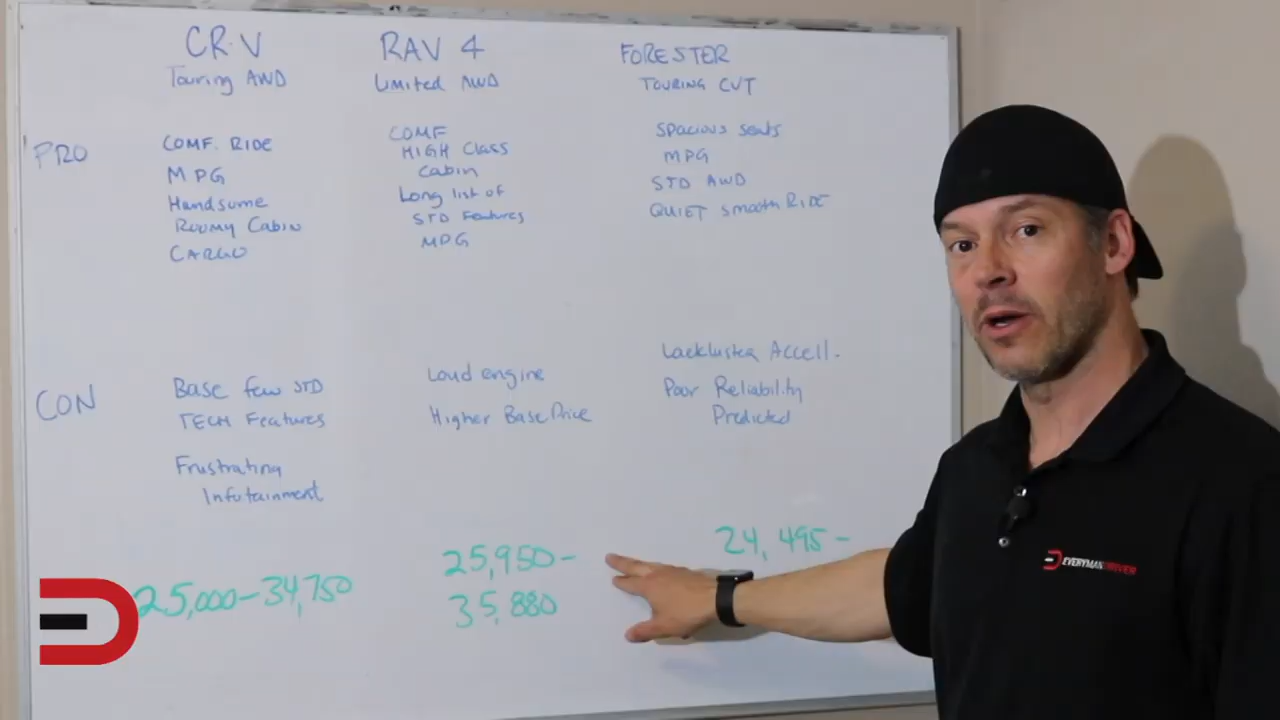 CR-V
Touring AWD
RAV 4
Limited AWD
FORESTER
TOURING CVT
PRO
COMF. RIDE
MPG
Handsome
Roomy Cabin
CARGO
COMF
HIGH Class
Cabin
Long list of
STD Features
MPG
Spacious seats
MPG
STD AWD
QUIET smooth RIDE
CON
Base few STD
TECH Features
Frustrating
Infotainment
Loud engine
Higher Base Price
Lackluster Accell.
Poor Reliability
Predicted
25,000-34,750
25,950-
35,880
24,495-
EVERYMAN DRIVER